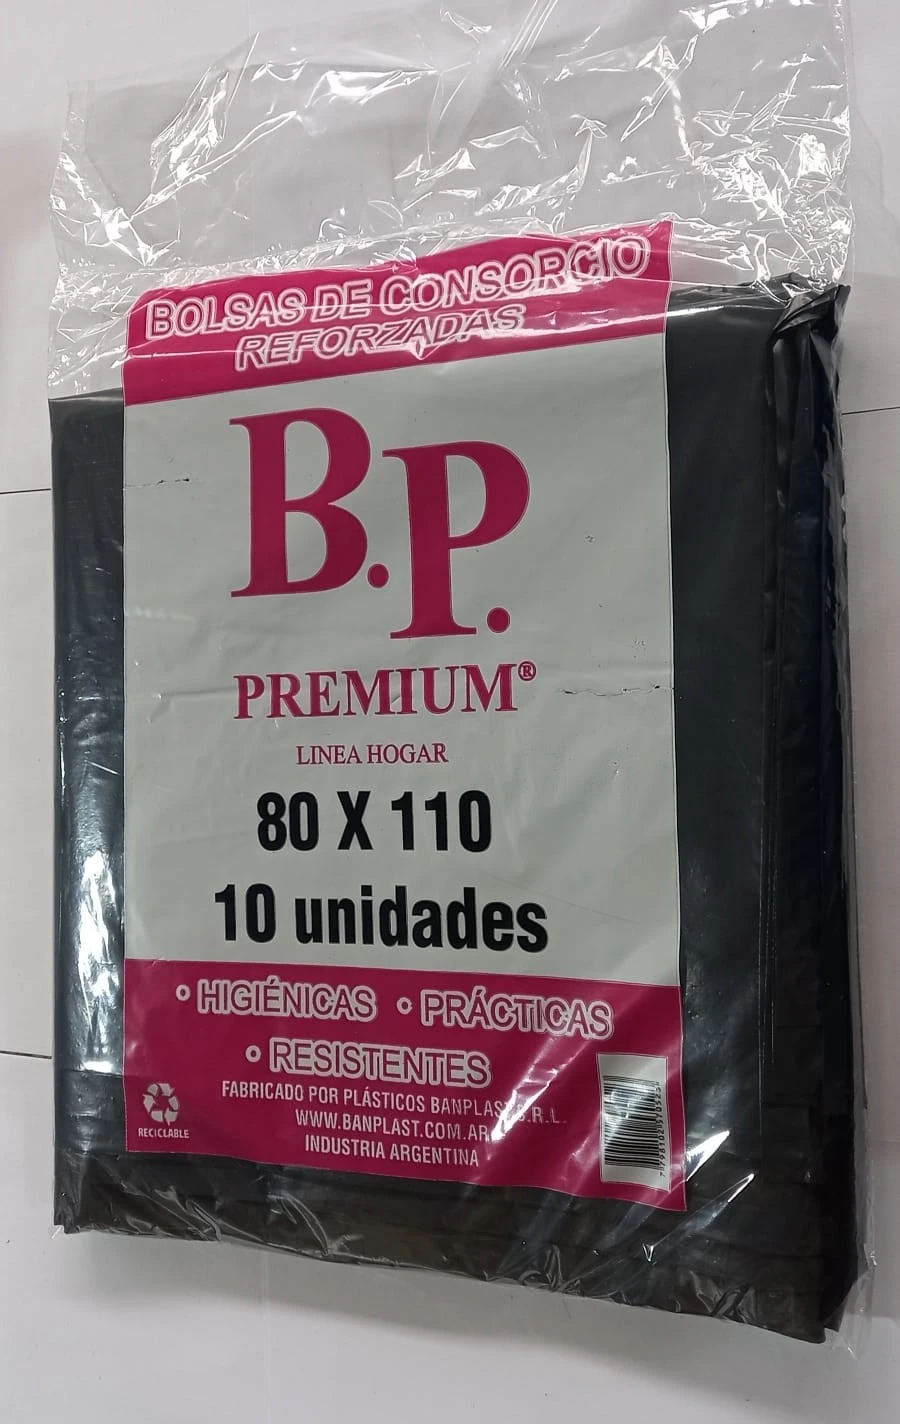 BOLSAS DE CONSORCIO
REFORZADAS
B.P.
PREMIUM®
LINEA HOGAR
80 X 110
10 unidades
• HIGIÉNICAS • PRÁCTICAS
• RESISTENTES
FABRICADO POR PLÁSTICOS BANPLAST S.R.L.
WWW.BANPLAST.COM.AR
INDUSTRIA ARGENTINA
RECICLABLE